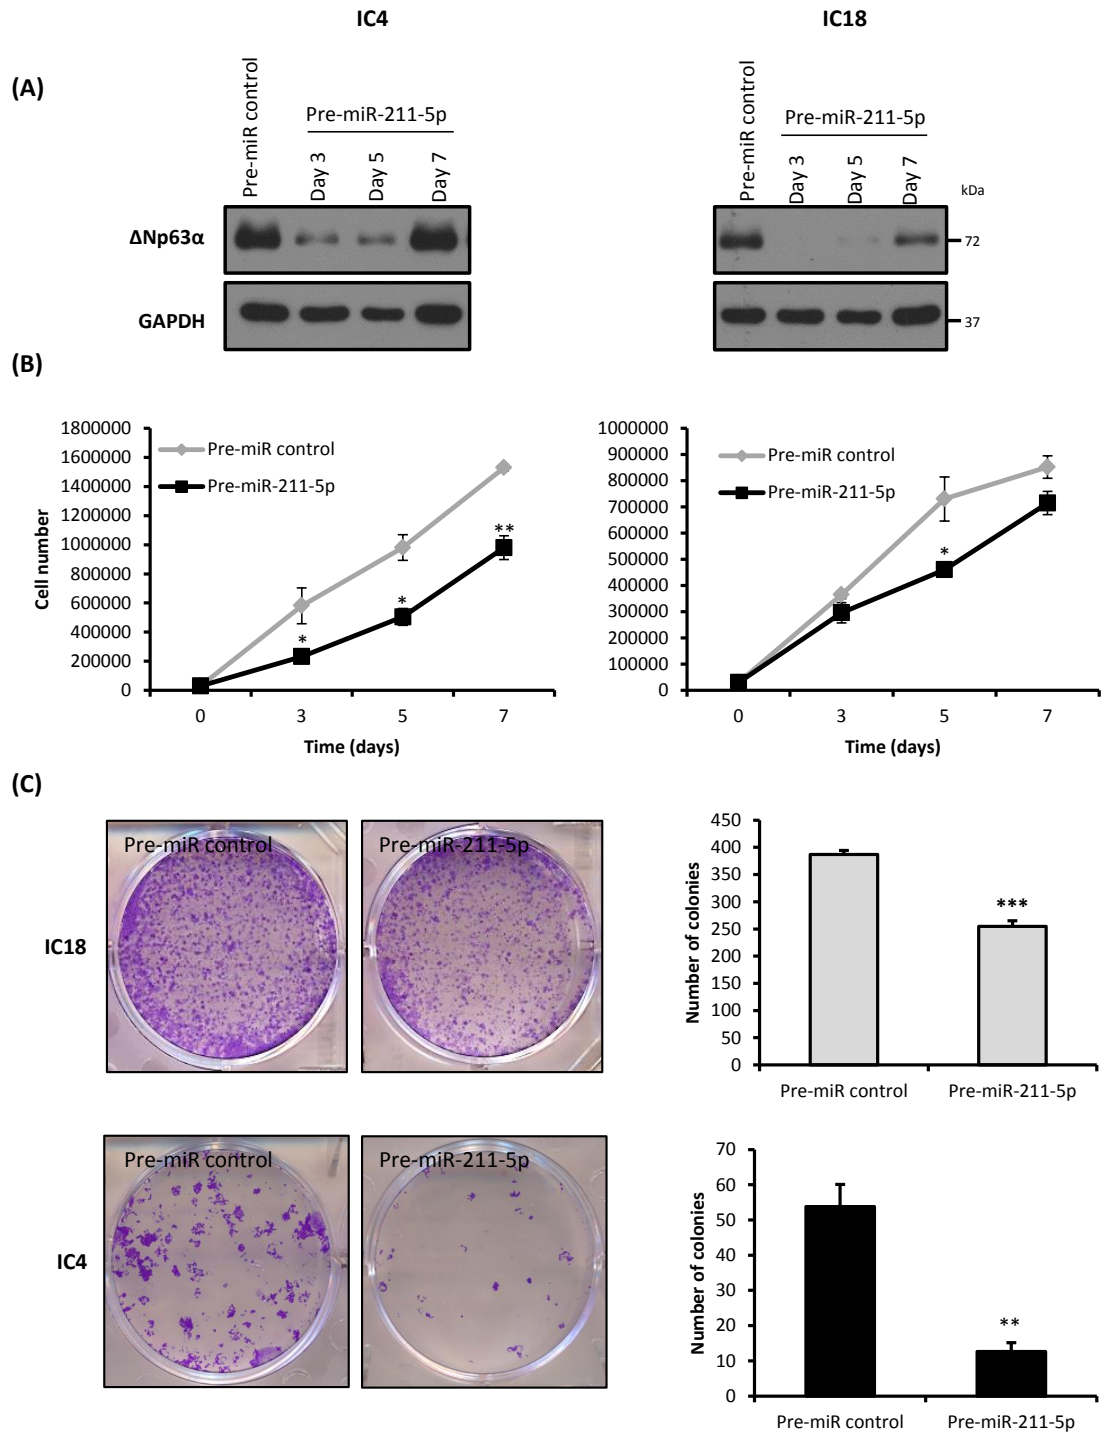 IC4
IC18
(A)
Pre-miR control
Pre-miR-211-5p
Day 3
Day 5
Day 7
Pre-miR control
Pre-miR-211-5p
Day 3
Day 5
Day 7
kDa
ΔNp63α
72
GAPDH
37
(B)
1800000
1600000
1400000
1200000
1000000
800000
600000
400000
200000
0
Cell number
Pre-miR control
Pre-miR-211-5p
*
*
**
0 3 5 7
Time (days)
1000000
900000
800000
700000
600000
500000
400000
300000
200000
100000
0
Pre-miR control
Pre-miR-211-5p
*
0 3 5 7
Time (days)
(C)
IC18
Pre-miR control
Pre-miR-211-5p
450
400
350
300
250
200
150
100
50
0
Number of colonies
***
Pre-miR control Pre-miR-211-5p
IC4
Pre-miR control
Pre-miR-211-5p
70
60
50
40
30
20
10
0
Number of colonies
**
Pre-miR control Pre-miR-211-5p